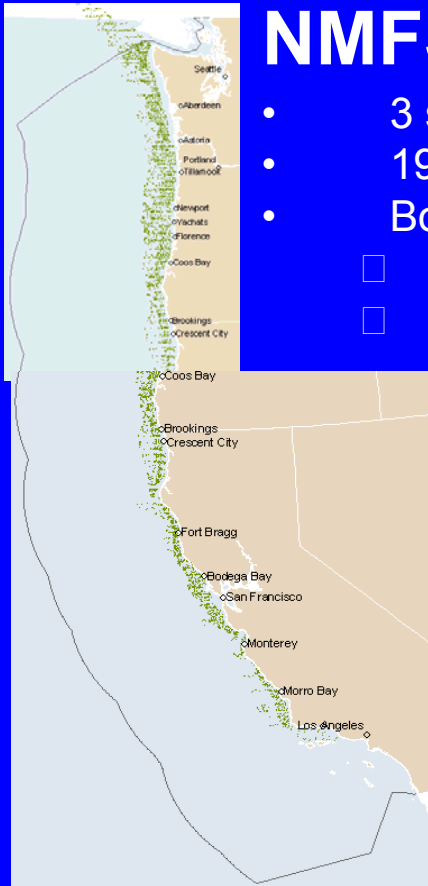 NMFS
• 3 s
• 19
• Bo
Seattle
Aberdeen
Astoria
Portland
Tillamook
Newport
Yachats
Florence
Coos Bay
Brookings
Crescent City
Coos Bay
Brookings
Crescent City
Fort Bragg
Bodega Bay
San Francisco
Monterey
Morro Bay
Los Angeles